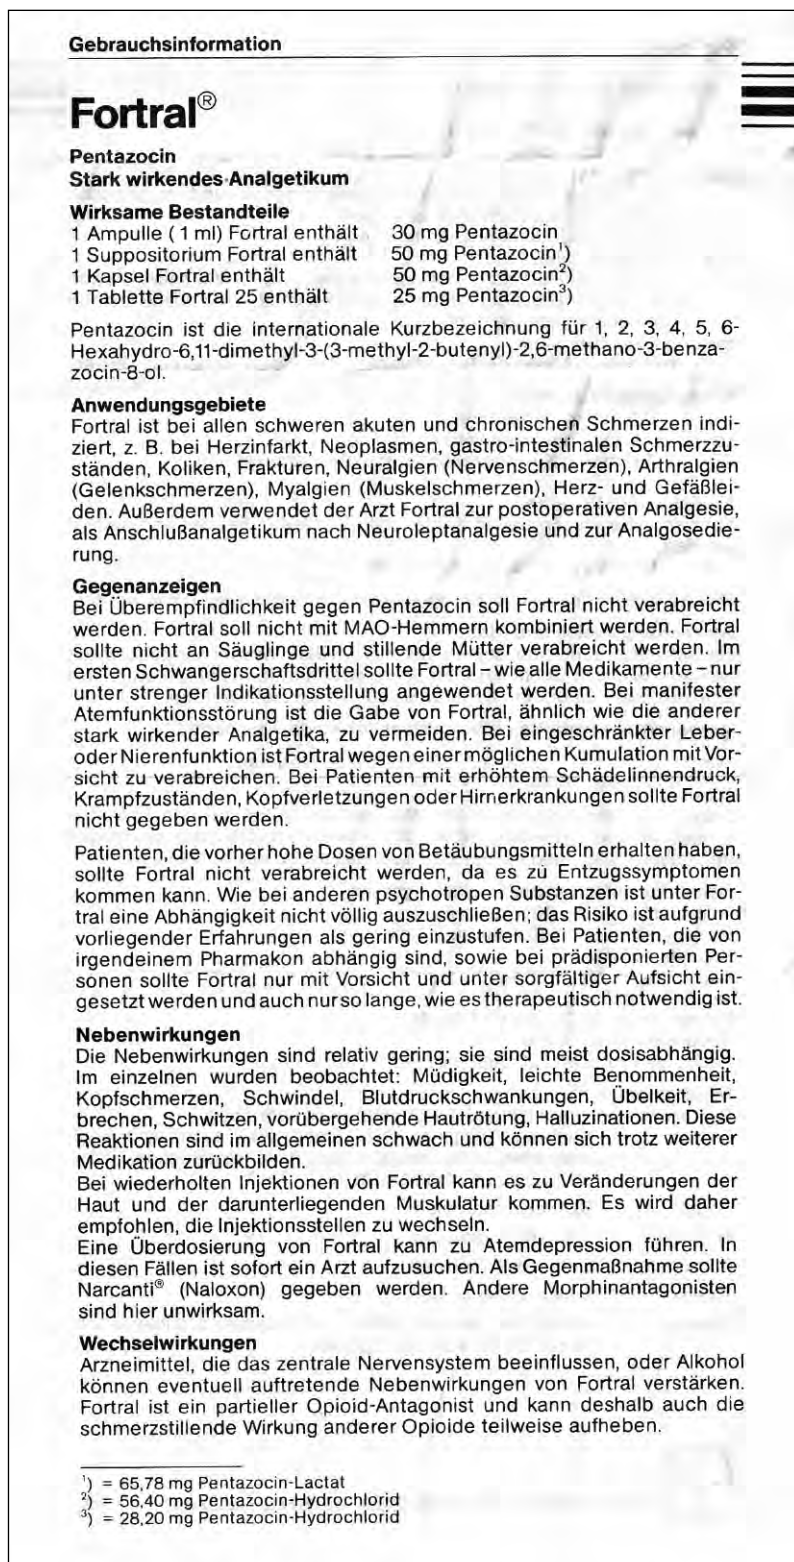 Gebrauchsinformation
Fortral®
Pentazocin
Stark wirkendes Analgetikum
Wirksame Bestandteile
1 Ampulle ( 1 ml) Fortral enthält 30 mg Pentazocin
1 Suppositorium Fortral enthält 50 mg Pentazocin¹)
1 Kapsel Fortral enthält 50 mg Pentazocin²)
1 Tablette Fortral 25 enthält 25 mg Pentazocin³)
Pentazocin ist die internationale Kurzbezeichnung für 1, 2, 3, 4, 5, 6-
Hexahydro-6,11-dimethyl-3-(3-methyl-2-butenyl)-2,6-methano-3-benza-
zocin-8-ol.
Anwendungsgebiete
Fortral ist bei allen schweren akuten und chronischen Schmerzen indi-
ziert, z. B. bei Herzinfarkt, Neoplasmen, gastro-intestinalen Schmerzzu-
ständen, Koliken, Frakturen, Neuralgien (Nervenschmerzen), Arthralgien
(Gelenkschmerzen), Myalgien (Muskelschmerzen), Herz- und Gefäßlei-
den. Außerdem verwendet der Arzt Fortral zur postoperativen Analgesie,
als Anschlußanalgetikum nach Neuroleptanalgesie und zur Analgosedie-
rung.
Gegenanzeigen
Bei Überempfindlichkeit gegen Pentazocin soll Fortral nicht verabreicht
werden. Fortral soll nicht mit MAO-Hemmern kombiniert werden. Fortral
sollte nicht an Säuglinge und stillende Mütter verabreicht werden. Im
ersten Schwangerschaftsdrittel sollte Fortral – wie alle Medikamente – nur
unter strenger Indikationsstellung angewendet werden. Bei manifester
Atemfunktionsstörung ist die Gabe von Fortral, ähnlich wie die anderer
stark wirkender Analgetika, zu vermeiden. Bei eingeschränkter Leber-
oder Nierenfunktion ist Fortral wegen einer möglichen Kumulation mit Vor-
sicht zu verabreichen. Bei Patienten mit erhöhtem Schädelinnendruck,
Krampfzuständen, Kopfverletzungen oder Hirnerkrankungen sollte Fortral
nicht gegeben werden.
Patienten, die vorher hohe Dosen von Betäubungsmitteln erhalten haben,
sollte Fortral nicht verabreicht werden, da es zu Entzugssymptomen
kommen kann. Wie bei anderen psychotropen Substanzen ist unter For-
tral eine Abhängigkeit nicht völlig auszuschließen; das Risiko ist aufgrund
vorliegender Erfahrungen als gering einzustufen. Bei Patienten, die von
irgendeinem Pharmakon abhängig sind, sowie bei prädisponierten Per-
sonen sollte Fortral nur mit Vorsicht und unter sorgfältiger Aufsicht ein-
gesetzt werden und auch nur so lange, wie es therapeutisch notwendig ist.
Nebenwirkungen
Die Nebenwirkungen sind relativ gering; sie sind meist dosisabhängig.
Im einzelnen wurden beobachtet: Müdigkeit, leichte Benommenheit,
Kopfschmerzen, Schwindel, Blutdruckschwankungen, Übelkeit, Er-
brechen, Schwitzen, vorübergehende Hautrötung, Halluzinationen. Diese
Reaktionen sind im allgemeinen schwach und können sich trotz weiterer
Medikation zurückbilden.
Bei wiederholten Injektionen von Fortral kann es zu Veränderungen der
Haut und der darunterliegenden Muskulatur kommen. Es wird daher
empfohlen, die Injektionsstellen zu wechseln.
Eine Überdosierung von Fortral kann zu Atemdepression führen. In
diesen Fällen ist sofort ein Arzt aufzusuchen. Als Gegenmaßnahme sollte
Narcanti® (Naloxon) gegeben werden. Andere Morphinantagonisten
sind hier unwirksam.
Wechselwirkungen
Arzneimittel, die das zentrale Nervensystem beeinflussen, oder Alkohol
können eventuell auftretende Nebenwirkungen von Fortral verstärken.
Fortral ist ein partieller Opioid-Antagonist und kann deshalb auch die
schmerzstillende Wirkung anderer Opioide teilweise aufheben.
¹) = 65,78 mg Pentazocin-Lactat
²) = 56,40 mg Pentazocin-Hydrochlorid
³) = 28,20 mg Pentazocin-Hydrochlorid